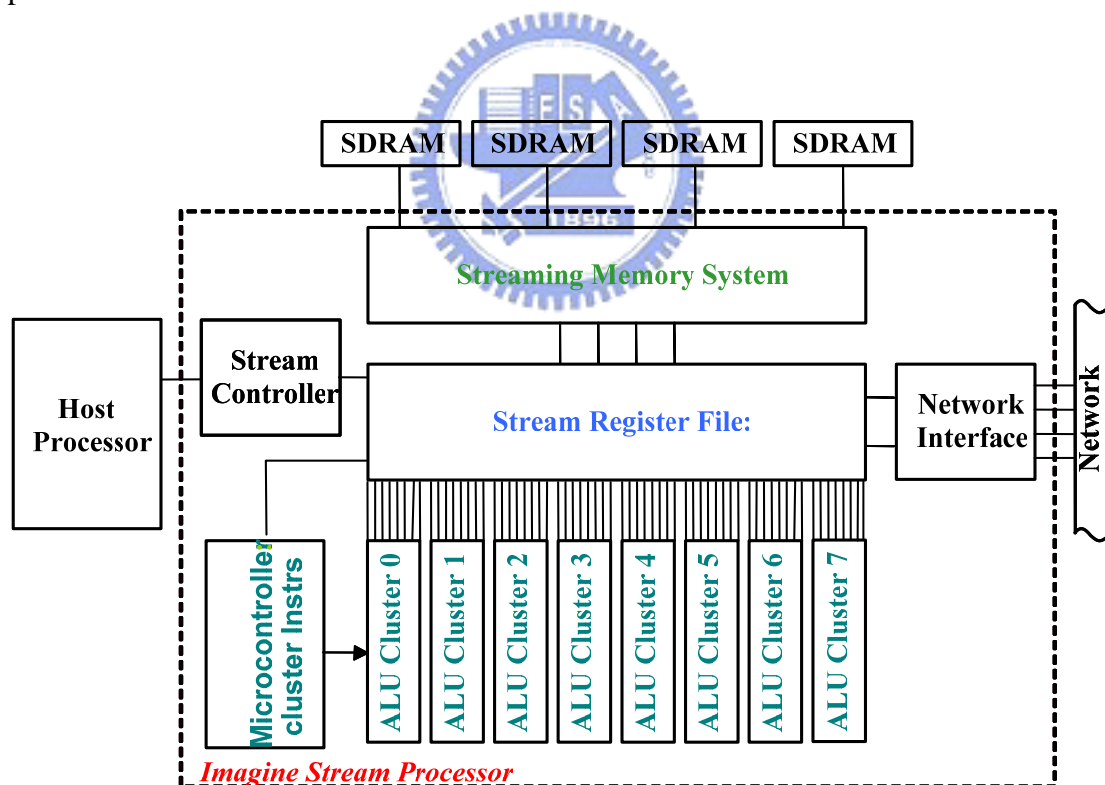 SDRAM SDRAM SDRAM SDRAM
ESA
1896
Streaming Memory System
Host
Processor
Stream
Controller
Stream Register File:
Network
Interface
Network
Microcontroller
cluster Instrs
ALU Cluster 0
ALU Cluster 1
ALU Cluster 2
ALU Cluster 3
ALU Cluster 4
ALU Cluster 5
ALU Cluster 6
ALU Cluster 7
Imagine Stream Processor